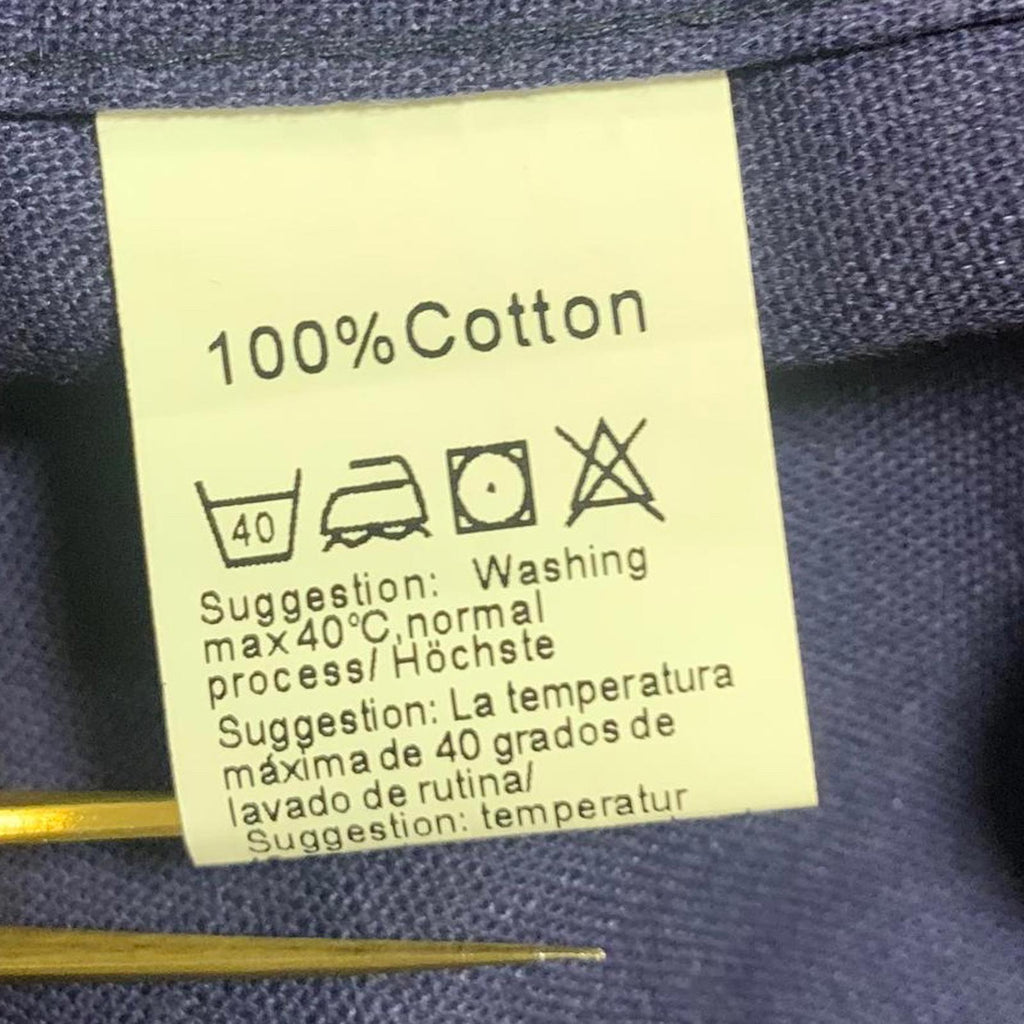 100%Cotton
40
Suggestion: Washing
max40°C,normal
process/ Höchste
Suggestion: La temperatura
máxima de 40 grados de
lavado de rutina/
Suggestion: temperatur